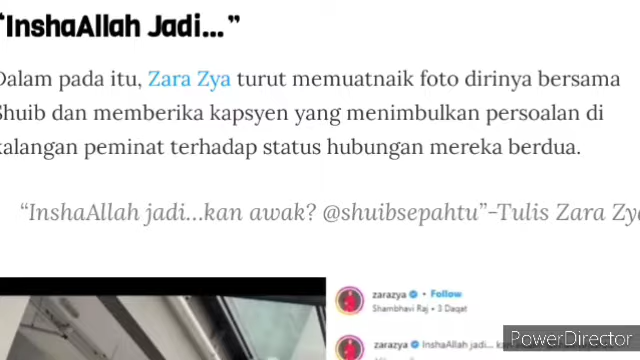 "InshaAllah Jadi..."
Dalam pada itu, Zara Zya turut memuatnaik foto dirinya bersama
Shuib dan memberika kapsyen yang menimbulkan persoalan di
kalangan peminat terhadap status hubungan mereka berdua.
"InshaAllah jadi...kan awak? @shuibsepahtu"-Tulis Zara Zya
zarazya • Follow
Shambhavi Raj • 3 Daqat
zarazya InshaAllah jadi...
PowerDirector